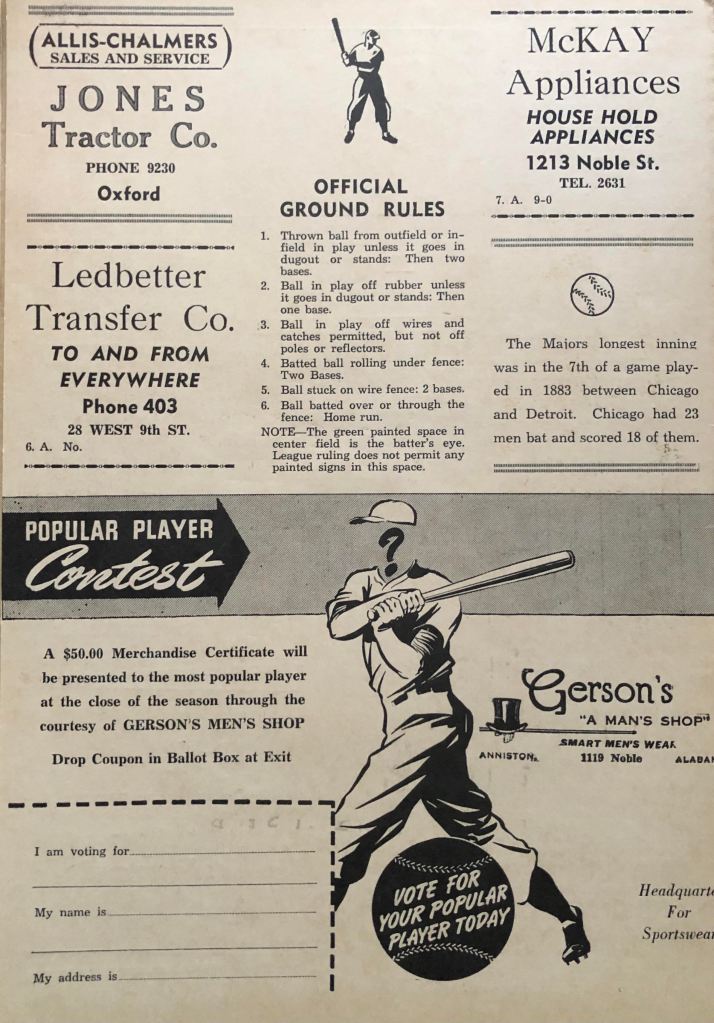 ALLIS-CHALMERS
SALES AND SERVICE
JONES
Tractor Co.
PHONE 9230
Oxford
Ledbetter
Transfer Co.
TO AND FROM
EVERYWHERE
Phone 403
28 WEST 9th ST.
6. A. No.
OFFICIAL
GROUND RULES
1. Thrown ball from outfield or in-
field in play unless it goes in
dugout or stands: Then two
bases.
2. Ball in play off rubber unless
it goes in dugout or stands: Then
one base.
3. Ball in play off wires and
catches permitted, but not off
poles or reflectors.
4. Batted ball rolling under fence:
Two Bases.
5. Ball stuck on wire fence: 2 bases.
6. Ball batted over or through the
fence: Home run.
NOTE—The green painted space in
center field is the batter's eye.
League ruling does not permit any
painted signs in this space.
McKAY
Appliances
HOUSE HOLD
APPLIANCES
1213 Noble St.
TEL. 2631
7. A. 9-0
The Majors longest inning
was in the 7th of a game play-
ed in 1883 between Chicago
and Detroit. Chicago had 23
men bat and scored 18 of them.
POPULAR PLAYER
Contest
?
A $50.00 Merchandise Certificate will
be presented to the most popular player
at the close of the season through the
courtesy of GERSON'S MEN'S SHOP
Drop Coupon in Ballot Box at Exit
Gerson's
"A MAN'S SHOP"
SMART MEN'S WEAR
ANNISTON, 1119 Noble ALABAM
I am voting for
My name is
My address is
VOTE FOR
YOUR POPULAR
PLAYER TODAY
Headquarte
For
Sportswear